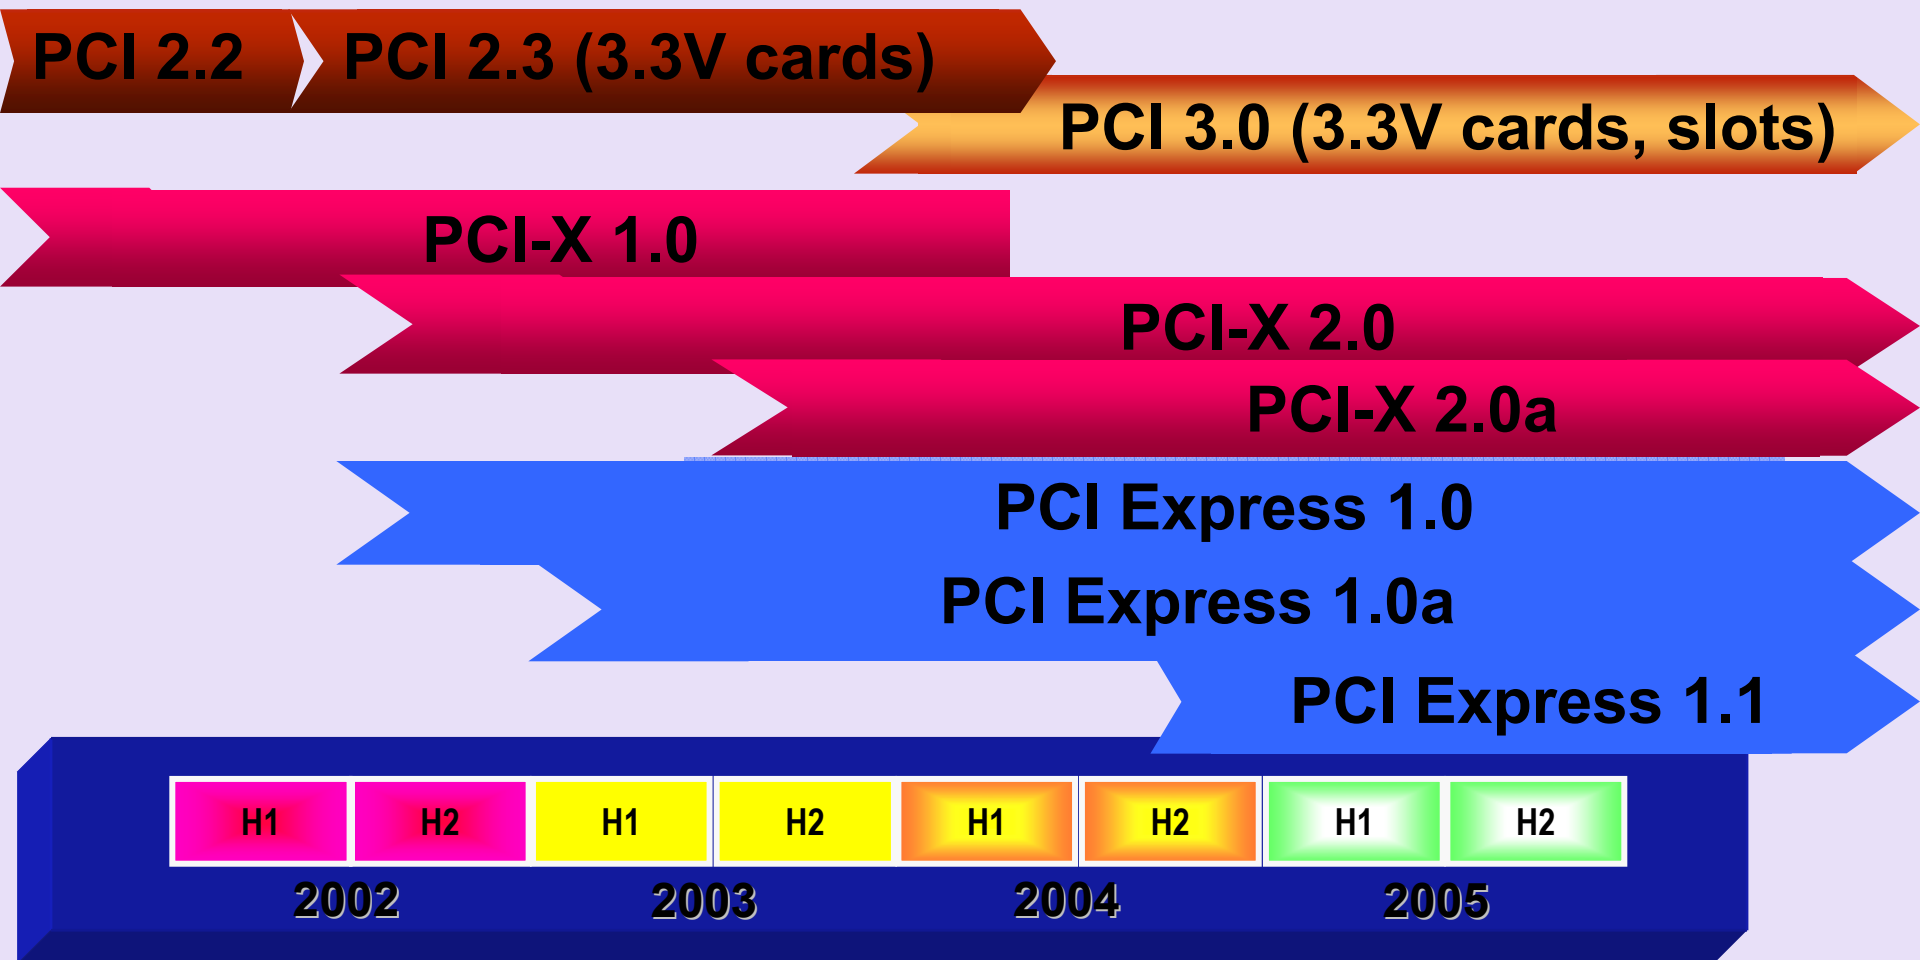 PCI 2.2
PCI 2.3 (3.3V cards)
PCI 3.0 (3.3V cards, slots)
PCI-X 1.0
PCI-X 2.0
PCI-X 2.0a
PCI Express 1.0
PCI Express 1.0a
PCI Express 1.1
H1 H2 H1 H2 H1 H2 H1 H2
2002 2003 2004 2005